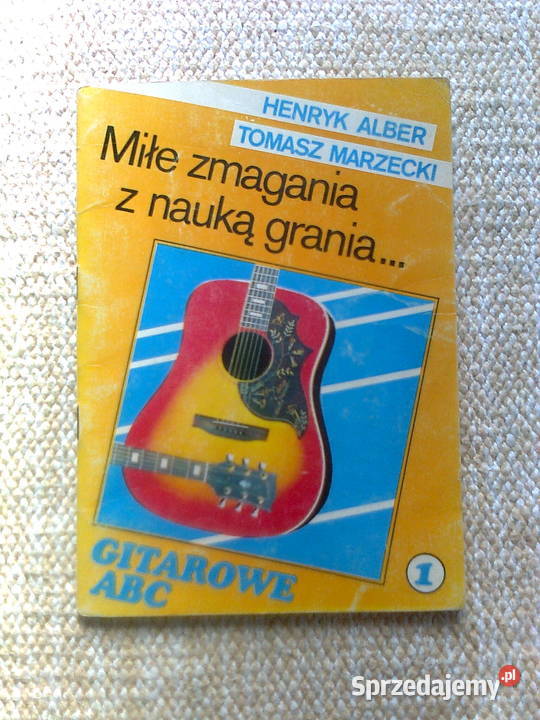 HENRYK ALBER
TOMASZ MARZECKI
Miłe zmagania
z nauką grania...
GITAROWE
ABC
1
Sprzedajemy.pl